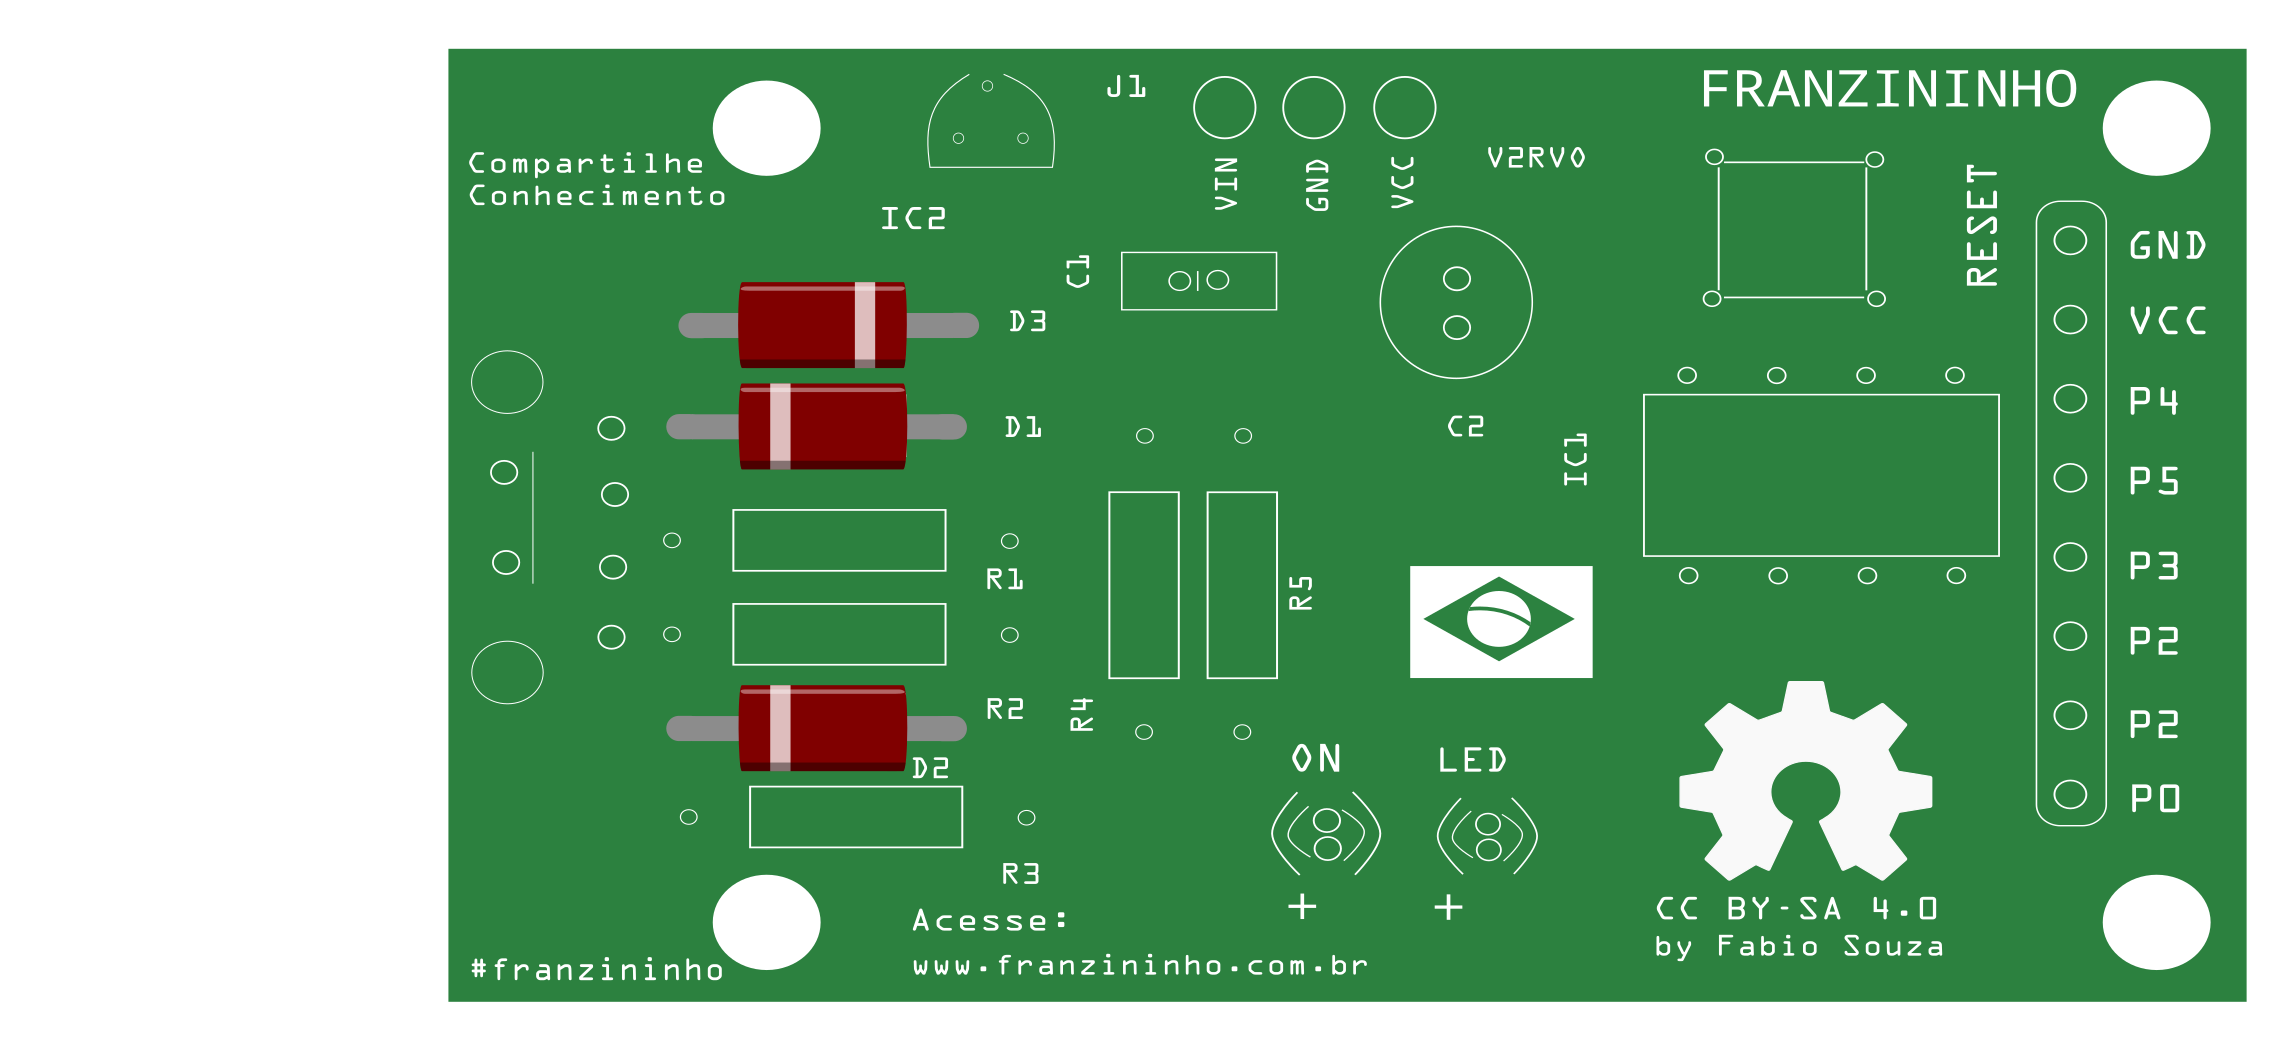 FRANZININHO
J1
VIN
GND
VCC
V2RV0
Compartilhe
Conhecimento
IC2
C1
RESET
GND
VCC
P4
P5
P3
P2
P2
P0
D3
D1
C2
IC1
R1
R5
R2
R4
D2
ON
LED
R3
+
+
Acesse:
www.franzininho.com.br
#franzininho
CC BY-SA 4.0
by Fabio Souza